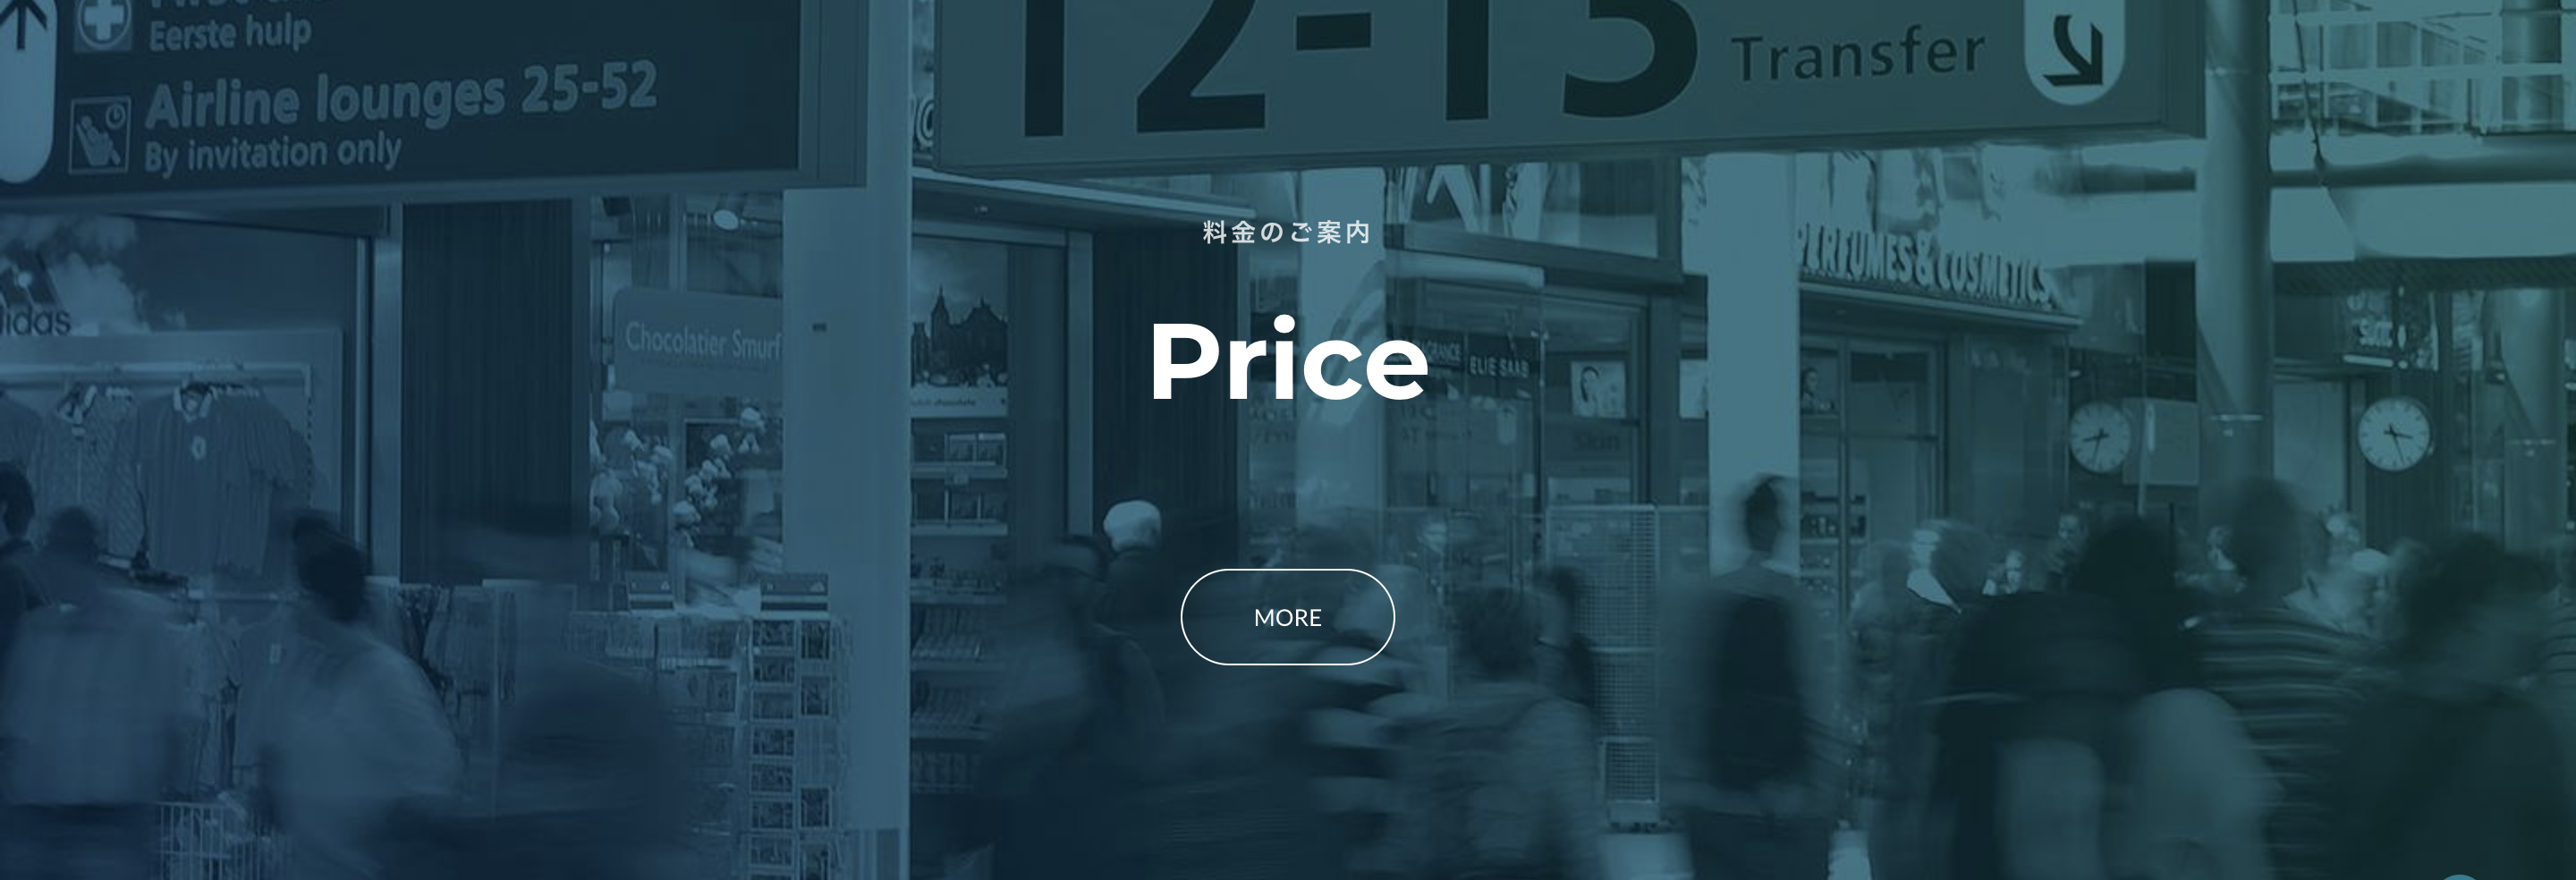 Eerste hulp
Airline lounges 25-52
By invitation only
12-13
Transfer
料金のご案内
Price
MORE
Chocolatier Smurf
PERFUMES & COSMETICS
ELIE SAAB